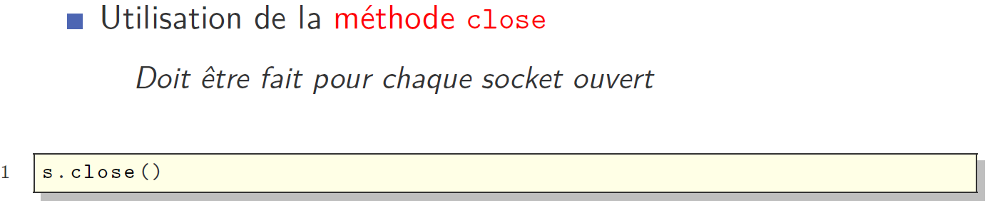 Utilisation de la méthode close
Doit être fait pour chaque socket ouvert
1 s.close()